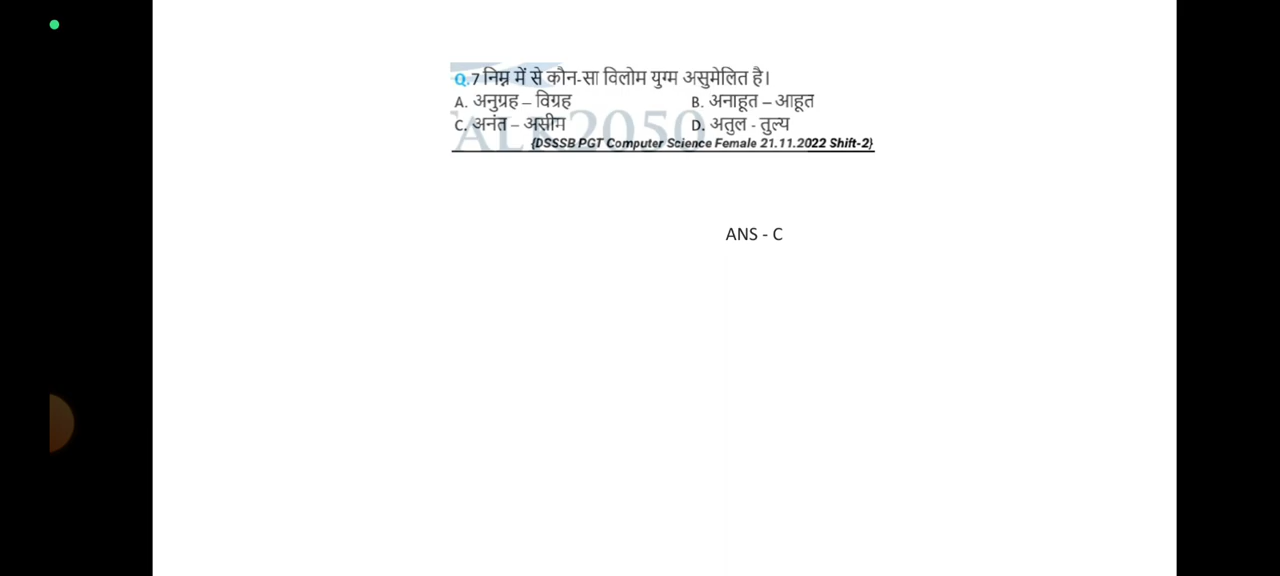 Q.7 निम्न में से कौन-सा विलोम युग्म असुमेलित है।
A. अनुग्रह – विग्रह B. अनाहूत – आहूत
C. अनंत – असीम D. अतुल - तुल्य
{DSSSB PGT Computer Science Female 21.11.2022 Shift-2}
ANS - C